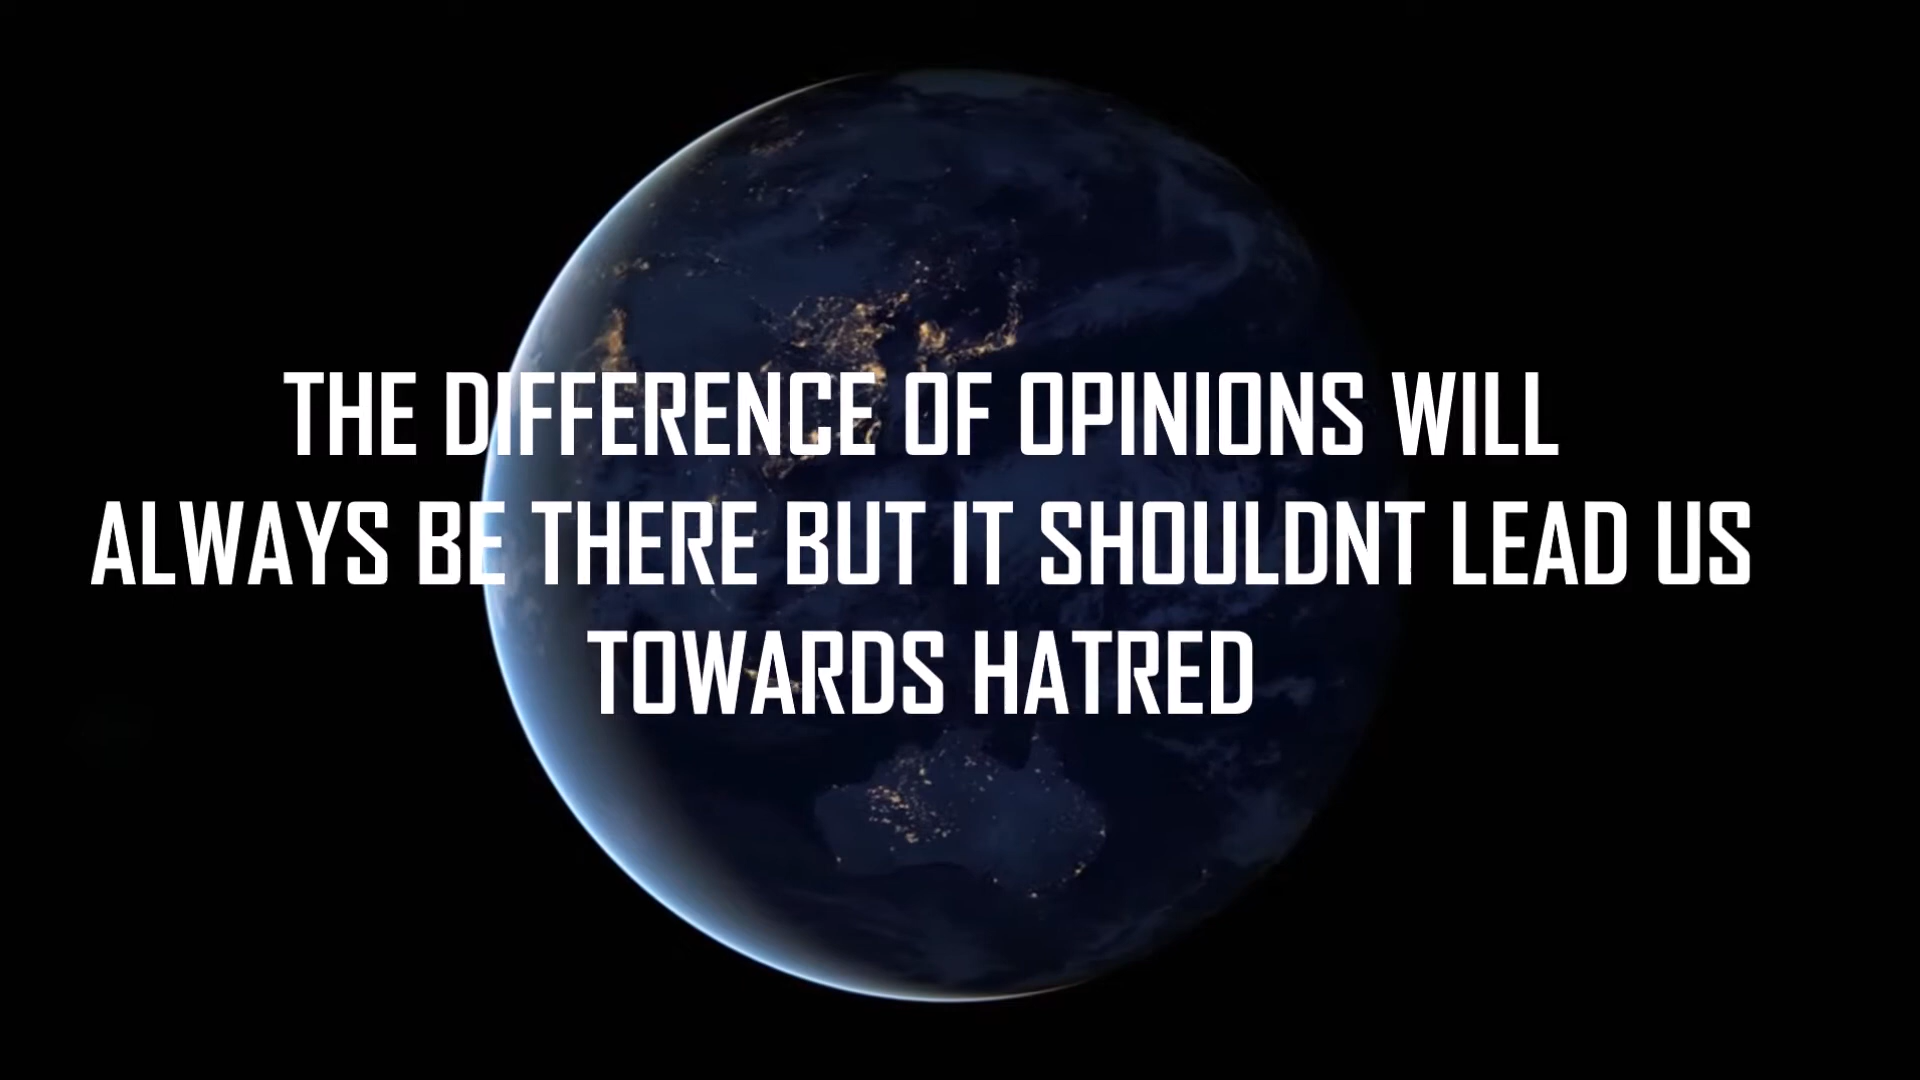 THE DIFFERENCE OF OPINIONS WILL
ALWAYS BE THERE BUT IT SHOULDNT LEAD US
TOWARDS HATRED